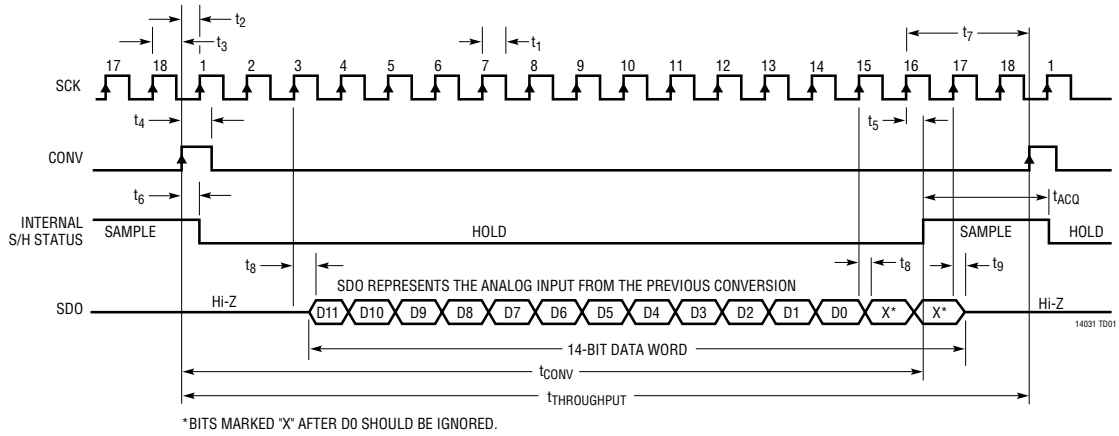 t2
t3
t1
t7
17 18 1 2 3 4 5 6 7 8 9 10 11 12 13 14 15 16 17 18 1
SCK
t4
t5
CONV
t6
tACQ
INTERNAL
S/H STATUS
SAMPLE HOLD SAMPLE HOLD
t8
t8
t9
SDO REPRESENTS THE ANALOG INPUT FROM THE PREVIOUS CONVERSION
SDO Hi-Z D11 D10 D9 D8 D7 D6 D5 D4 D3 D2 D1 D0 X* X* Hi-Z
14031 TD01
14-BIT DATA WORD
tCONV
tTHROUGHPUT
*BITS MARKED "X" AFTER D0 SHOULD BE IGNORED.